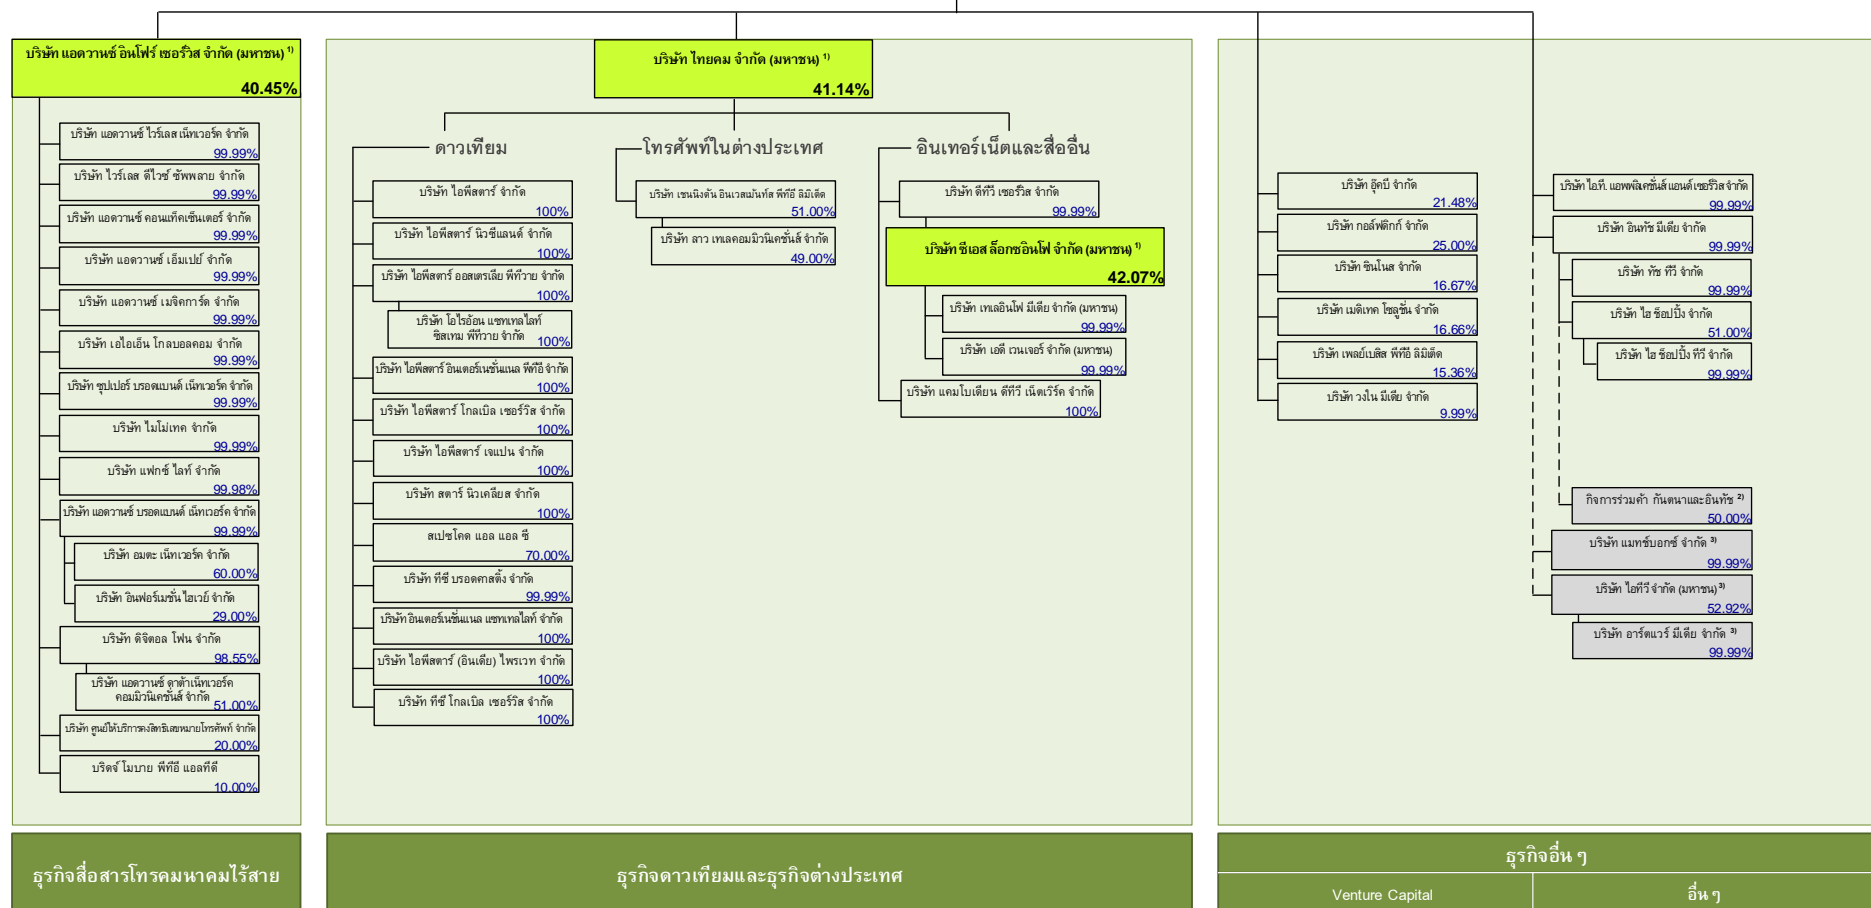 บริษัท แอดวานซ์ อินโฟร์ เซอร์วิส จำกัด (มหาชน) ¹⁾
40.45%
บริษัท แอดวานซ์ ไวร์เลส เน็ทเวอร์ค จำกัด
99.99%
บริษัท ไวร์เลส ดีไวซ์ ซัพพลาย จำกัด
99.99%
บริษัท แอดวานซ์ คอนแท็คเซ็นเตอร์ จำกัด
99.99%
บริษัท แอดวานซ์ เอ็มเปย์ จำกัด
99.99%
บริษัท แอดวานซ์ เมจิคการ์ด จำกัด
99.99%
บริษัท เอไอเอ็น โกลบอลคอม จำกัด
99.99%
บริษัท ซุปเปอร์ บรอดแบนด์ เน็ทเวอร์ค จำกัด
99.99%
บริษัท ไมโม่เทค จำกัด
99.99%
บริษัท แฟกซ์ ไลท์ จำกัด
99.98%
บริษัท แอดวานซ์ บรอดแบนด์ เน็ทเวอร์ค จำกัด
99.99%
บริษัท อมตะ เน็ทเวอร์ค จำกัด
60.00%
บริษัท อินฟอร์เมชั่น ไฮเวย์ จำกัด
29.00%
บริษัท ดิจิตอล โฟน จำกัด
98.55%
บริษัท แอดวานซ์ ดาต้าเน็ทเวอร์ค
คอมมิวนิเคชั่นส์ จำกัด
51.00%
บริษัท ศูนย์ให้บริการคงสิทธิเลขหมายโทรศัพท์ จำกัด
20.00%
บริดจ์ โมบาย พีทีอี แอลทีดี
10.00%
ธุรกิจสื่อสารโทรคมนาคมไร้สาย
บริษัท ไทยคม จำกัด (มหาชน) ¹⁾
41.14%
ดาวเทียม
บริษัท ไอพีสตาร์ จำกัด
100%
บริษัท ไอพีสตาร์ นิวซีแลนด์ จำกัด
100%
บริษัท ไอพีสตาร์ ออสเตรเลีย พีทีวาย จำกัด
100%
บริษัท โอไรอ้อน แซทเทลไลท์
ซิสเทม พีทีวาย จำกัด
100%
บริษัท ไอพีสตาร์ อินเตอร์เนชั่นแนล พีทีอี จำกัด
100%
บริษัท ไอพีสตาร์ โกลเบิล เซอร์วิส จำกัด
100%
บริษัท ไอพีสตาร์ เจแปน จำกัด
100%
บริษัท สตาร์ นิวเคลียส จำกัด
100%
สเปซโคด แอล แอล ซี
70.00%
บริษัท ทีซี บรอดคาสติ้ง จำกัด
99.99%
บริษัท อินเตอร์เนชั่นแนล แซทเทลไลท์ จำกัด
100%
บริษัท ไอพีสตาร์ (อินเดีย) ไพรเวท จำกัด
100%
บริษัท ทีซี โกลเบิล เซอร์วิส จำกัด
100%
โทรศัพท์ในต่างประเทศ
บริษัท เชนนิงตัน อินเวสเม้นท์ส พีทีอี ลิมิเต็ด
51.00%
บริษัท ลาว เทเลคอมมิวนิเคชั่นส์ จำกัด
49.00%
อินเทอร์เน็ตและสื่ออื่น
บริษัท ดีทีวี เซอร์วิส จำกัด
99.99%
บริษัท ซีเอส ล็อกซอินโฟ จำกัด (มหาชน) ¹⁾
42.07%
บริษัท เทเลอินโฟ มีเดีย จำกัด (มหาชน)
99.99%
บริษัท เอดี เวนเจอร์ จำกัด (มหาชน)
99.99%
บริษัท แคมโบเดียน ดีทีวี เน็ตเวิร์ค จำกัด
100%
ธุรกิจดาวเทียมและธุรกิจต่างประเทศ
บริษัท อุ๊คบี จำกัด
21.48%
บริษัท กอล์ฟดิกก์ จำกัด
25.00%
บริษัท ซินโนส จำกัด
16.67%
บริษัท เมดิเทค โซลูชั่น จำกัด
16.66%
บริษัท เพลย์เบสิส พีทีอี ลิมิเต็ด
15.36%
บริษัท วงใน มีเดีย จำกัด
9.99%
บริษัท ไอ.ที. แอพพลิเคชั่นส์ แอนด์ เซอร์วิส จำกัด
99.99%
บริษัท อินทัช มีเดีย จำกัด
99.99%
บริษัท ทัช ทีวี จำกัด
99.99%
บริษัท ไฮ ช็อปปิ้ง จำกัด
51.00%
บริษัท ไฮ ช็อปปิ้ง ทีวี จำกัด
99.99%
กิจการร่วมค้า กันตนาและอินทัช ²⁾
50.00%
บริษัท แมทช์บอกซ์ จำกัด ³⁾
99.99%
บริษัท ไอทีวี จำกัด (มหาชน) ³⁾
52.92%
บริษัท อาร์ตแวร์ มีเดีย จำกัด ³⁾
99.99%
ธุรกิจอื่น ๆ
Venture Capital
อื่น ๆ